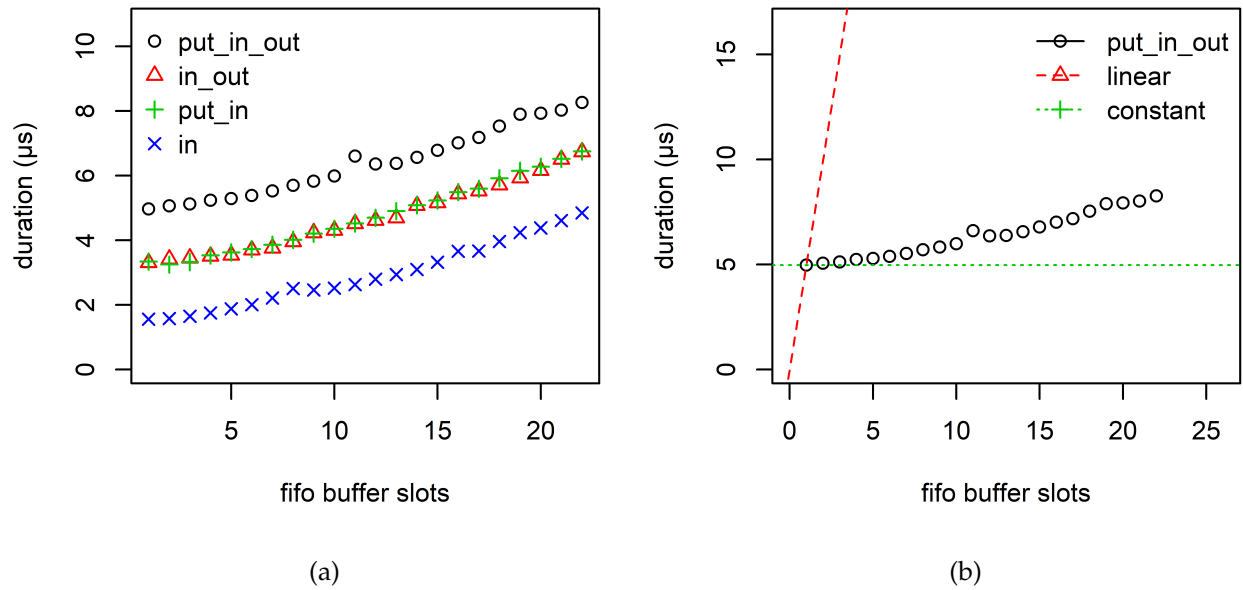 put_in_out
in_out
put_in
in
10
8
6
4
2
0
duration (µs)
5
10
15
20
fifo buffer slots
(a)
put_in_out
linear
constant
15
10
5
0
duration (µs)
0
5
10
15
20
25
fifo buffer slots
(b)